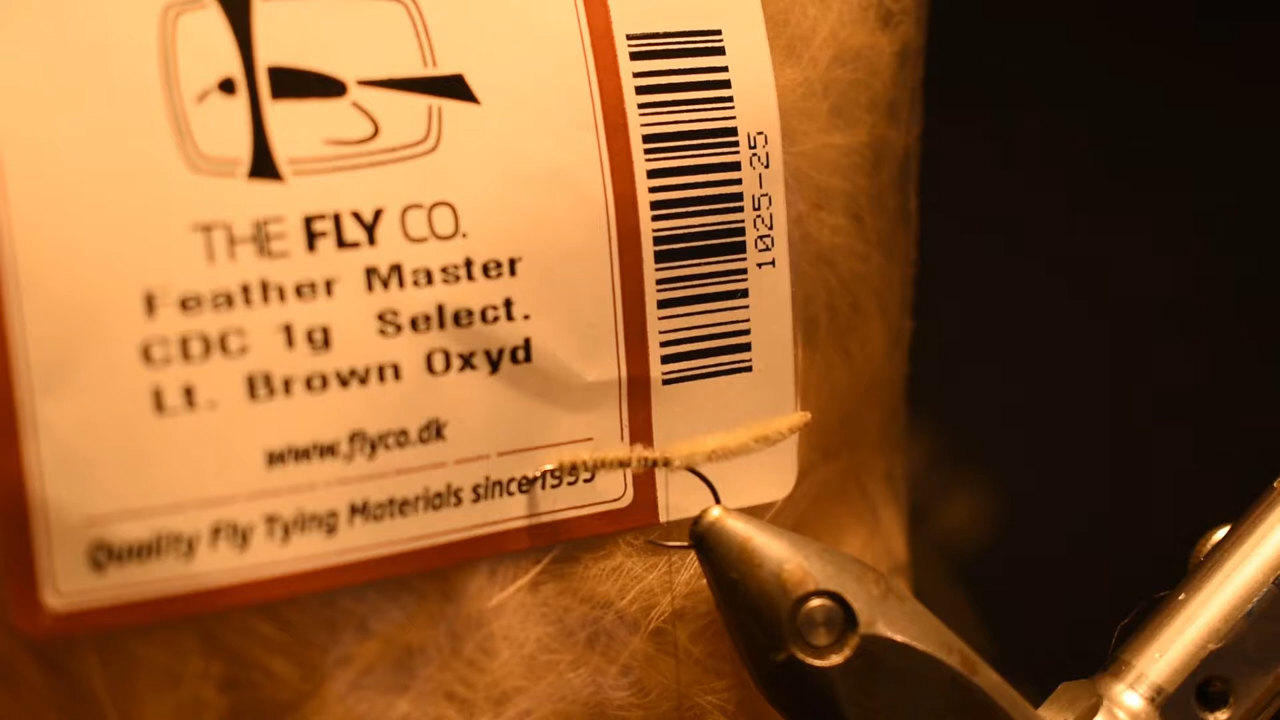 THE FLY CO.
Feather Master
CDC 1g Select.
Lt. Brown Oxyd
www.flyco.dk
Quality Fly Tying Materials since 1995
1025-25